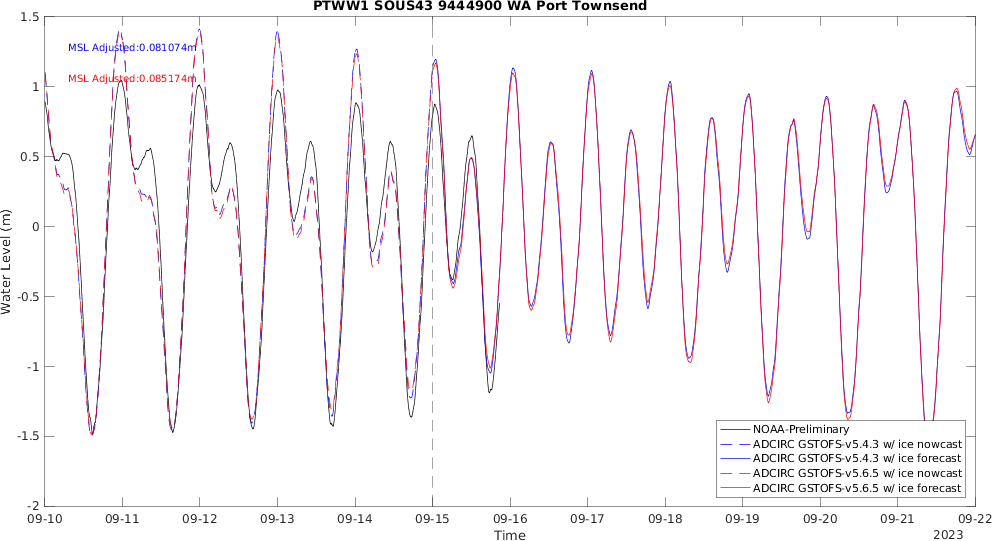 PTWW1 SOUS43 9444900 WA Port Townsend
1.5
MSL Adjusted:0.081074m
MSL Adjusted:0.085174m
1
0.5
0
-0.5
-1
-1.5
-2
Water Level (m)
NOAA-Preliminary
ADCIRC GSTOFS-v5.4.3 w/ ice nowcast
ADCIRC GSTOFS-v5.4.3 w/ ice forecast
ADCIRC GSTOFS-v5.6.5 w/ ice nowcast
ADCIRC GSTOFS-v5.6.5 w/ ice forecast
09-10 09-11 09-12 09-13 09-14 09-15 09-16 09-17 09-18 09-19 09-20 09-21 09-22
Time
2023